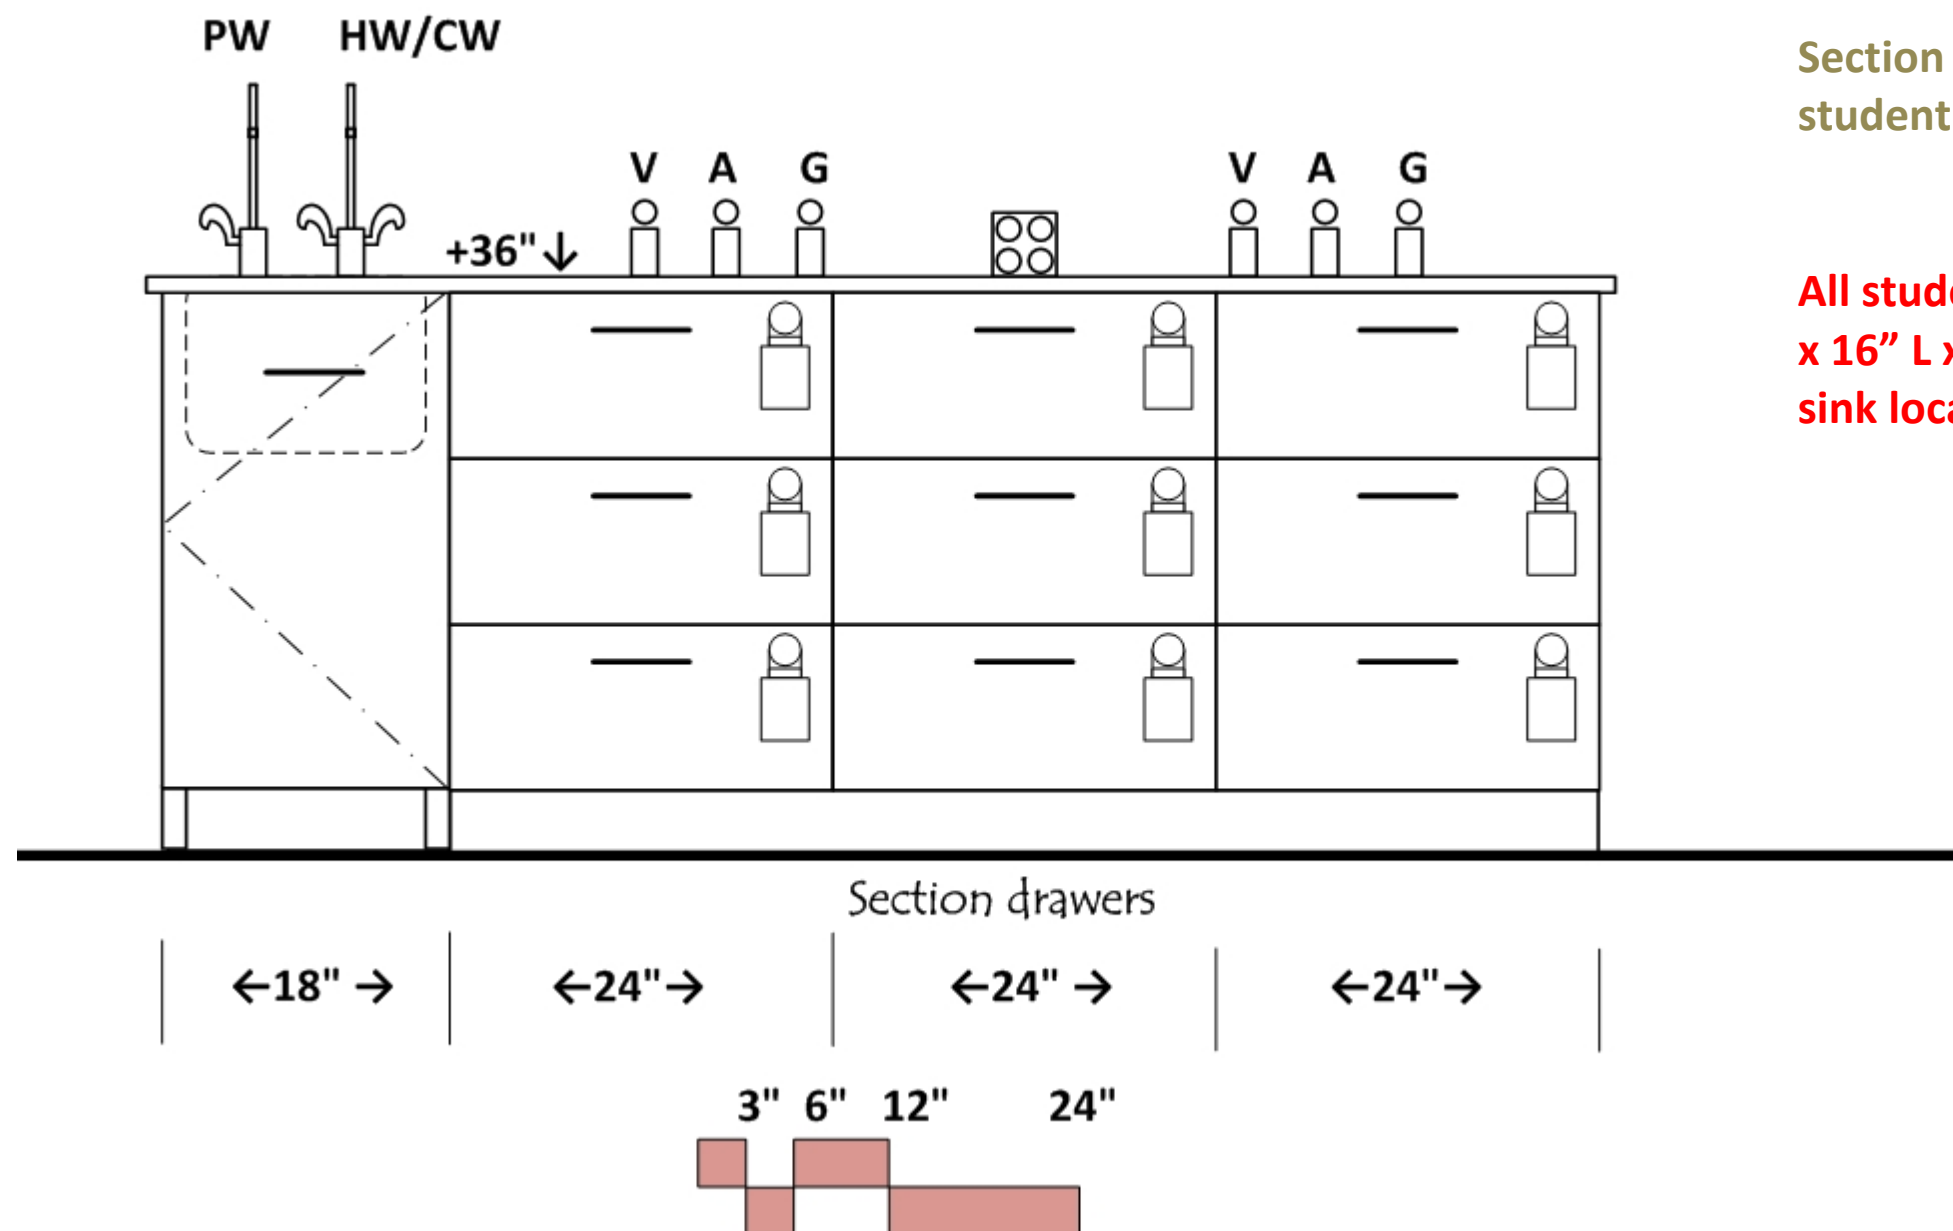 PW HW/CW
Section
student
V A G V A G
+36"↓
All stud
x 16” L x
sink loca
Section drawers
←18" → ←24"→ ←24" → ←24"→
3" 6" 12" 24"